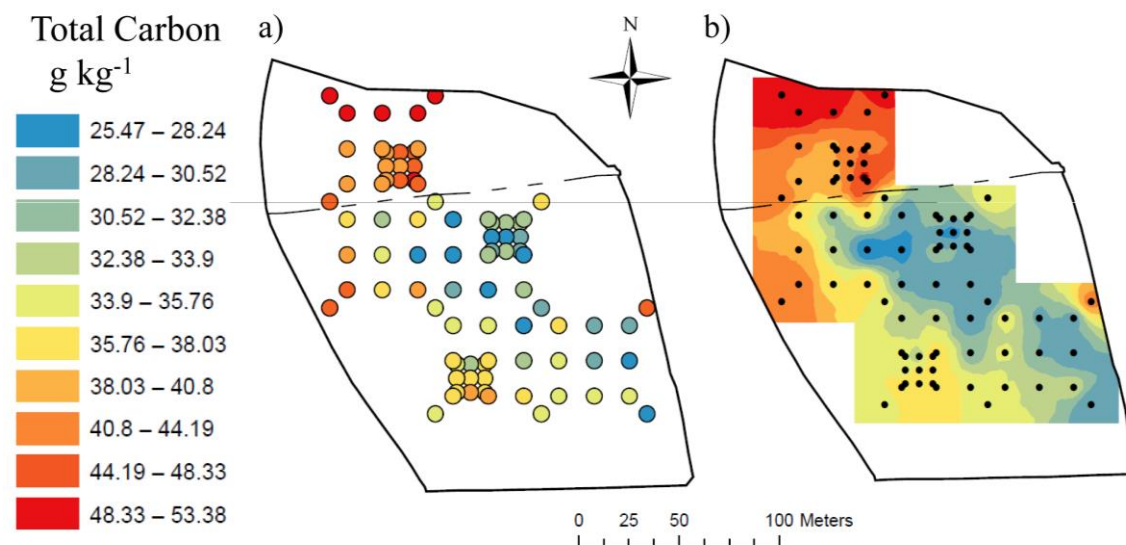 Total Carbon
g kg-1
25.47 – 28.24
28.24 – 30.52
30.52 – 32.38
32.38 – 33.9
33.9 – 35.76
35.76 – 38.03
38.03 – 40.8
40.8 – 44.19
44.19 – 48.33
48.33 – 53.38
a)
N
b)
0 25 50 100 Meters